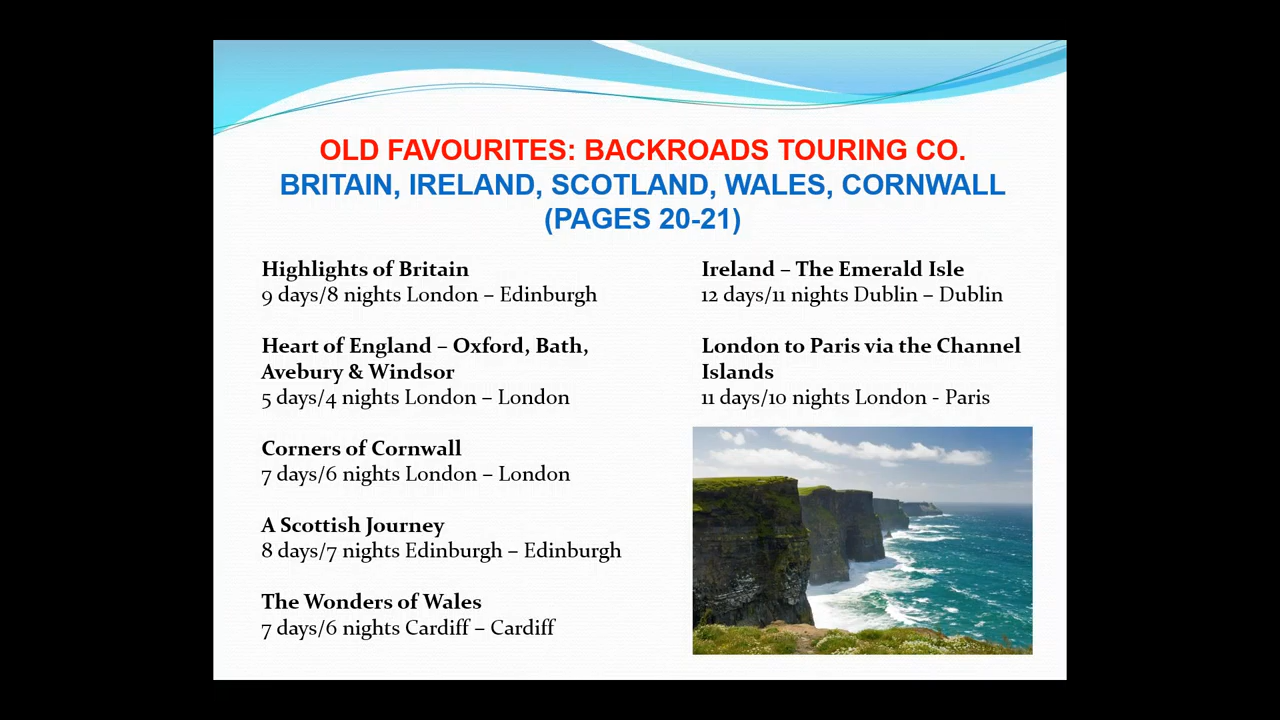 OLD FAVOURITES: BACKROADS TOURING CO.
BRITAIN, IRELAND, SCOTLAND, WALES, CORNWALL
(PAGES 20-21)
Highlights of Britain
9 days/8 nights London – Edinburgh
Heart of England – Oxford, Bath,
Avebury & Windsor
5 days/4 nights London – London
Corners of Cornwall
7 days/6 nights London – London
A Scottish Journey
8 days/7 nights Edinburgh – Edinburgh
The Wonders of Wales
7 days/6 nights Cardiff – Cardiff
Ireland – The Emerald Isle
12 days/11 nights Dublin – Dublin
London to Paris via the Channel
Islands
11 days/10 nights London - Paris